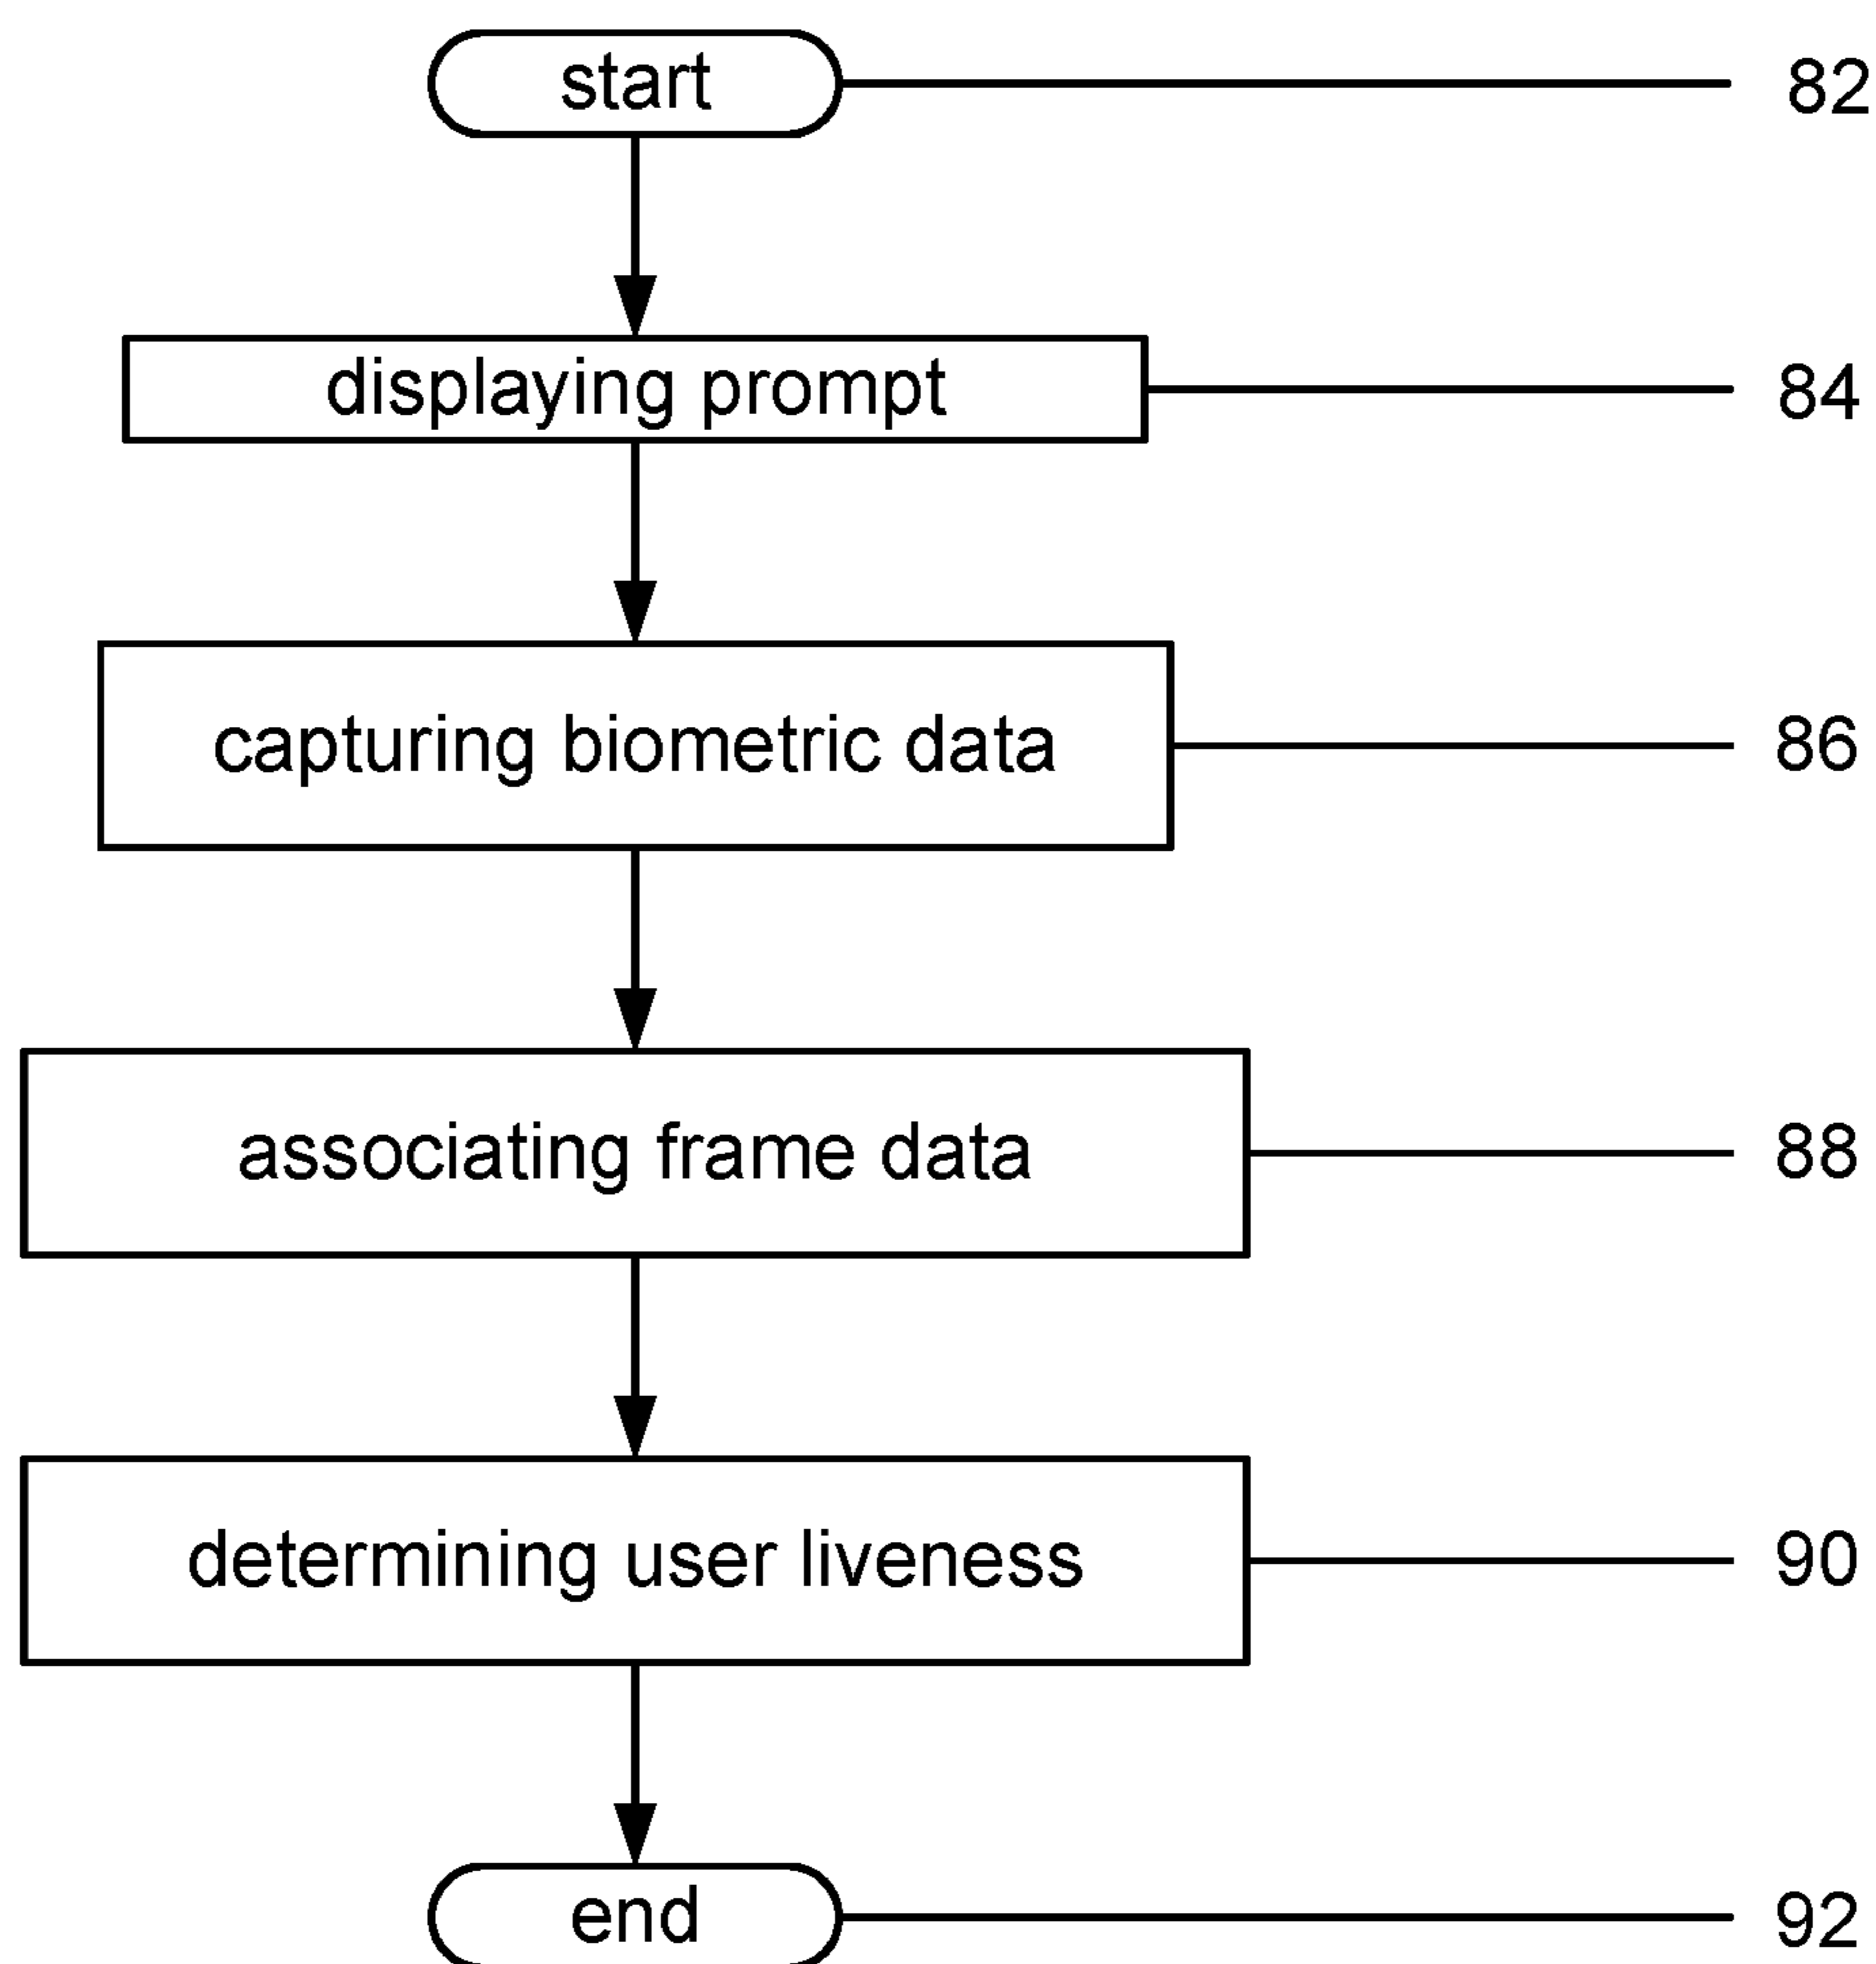 start 82
displaying prompt 84
capturing biometric data 86
associating frame data 88
determining user liveness 90
end 92